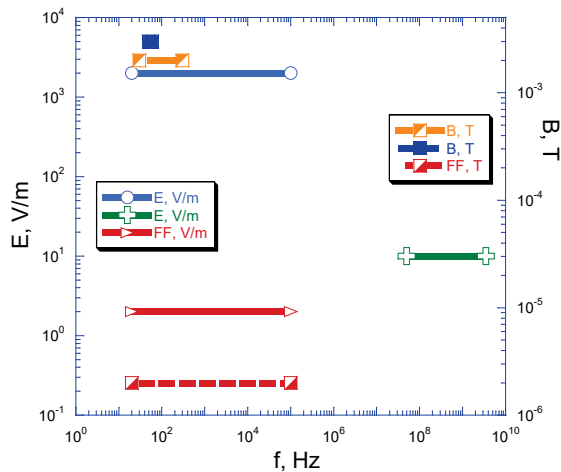 10^4
10^3
10^2
10^1
10^0
10^-1
E, V/m
10^-3
10^-4
10^-5
10^-6
B, T
B, T
B, T
FF, T
E, V/m
E, V/m
FF, V/m
10^0 10^2 10^4 10^6 10^8 10^10
f, Hz